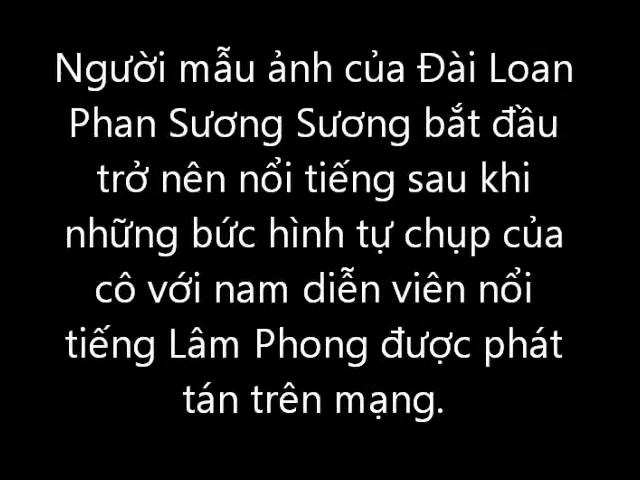 Người mẫu ảnh của Đài Loan
Phan Sương Sương bắt đầu
trở nên nổi tiếng sau khi
những bức hình tự chụp của
cô với nam diễn viên nổi
tiếng Lâm Phong được phát
tán trên mạng.